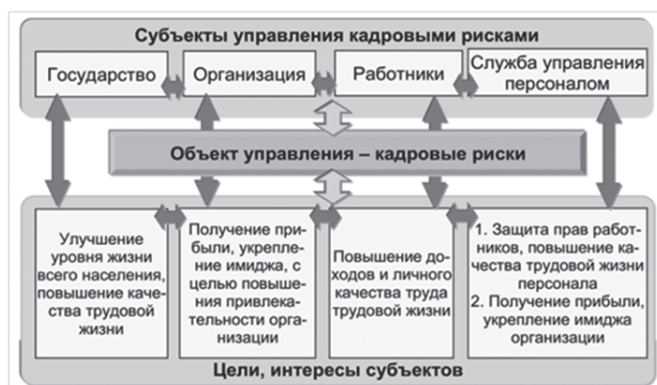 Субъекты управления кадровыми рисками
Государство
Организация
Работники
Служба управления
персоналом
Объект управления – кадровые риски
Улучшение
уровня жизни
всего населения,
повышение каче-
ства трудовой
жизни
Получение при-
были, укрепле-
ние имиджа, с
целью повыше-
ния привлека-
тельности орга-
низации
Повышение до-
ходов и личного
качества труда
трудовой жизни
1. Защита прав работ-
ников, повышение ка-
чества трудовой жизни
персонала
2. Получение прибыли,
укрепление имиджа
организации
Цели, интересы субъектов